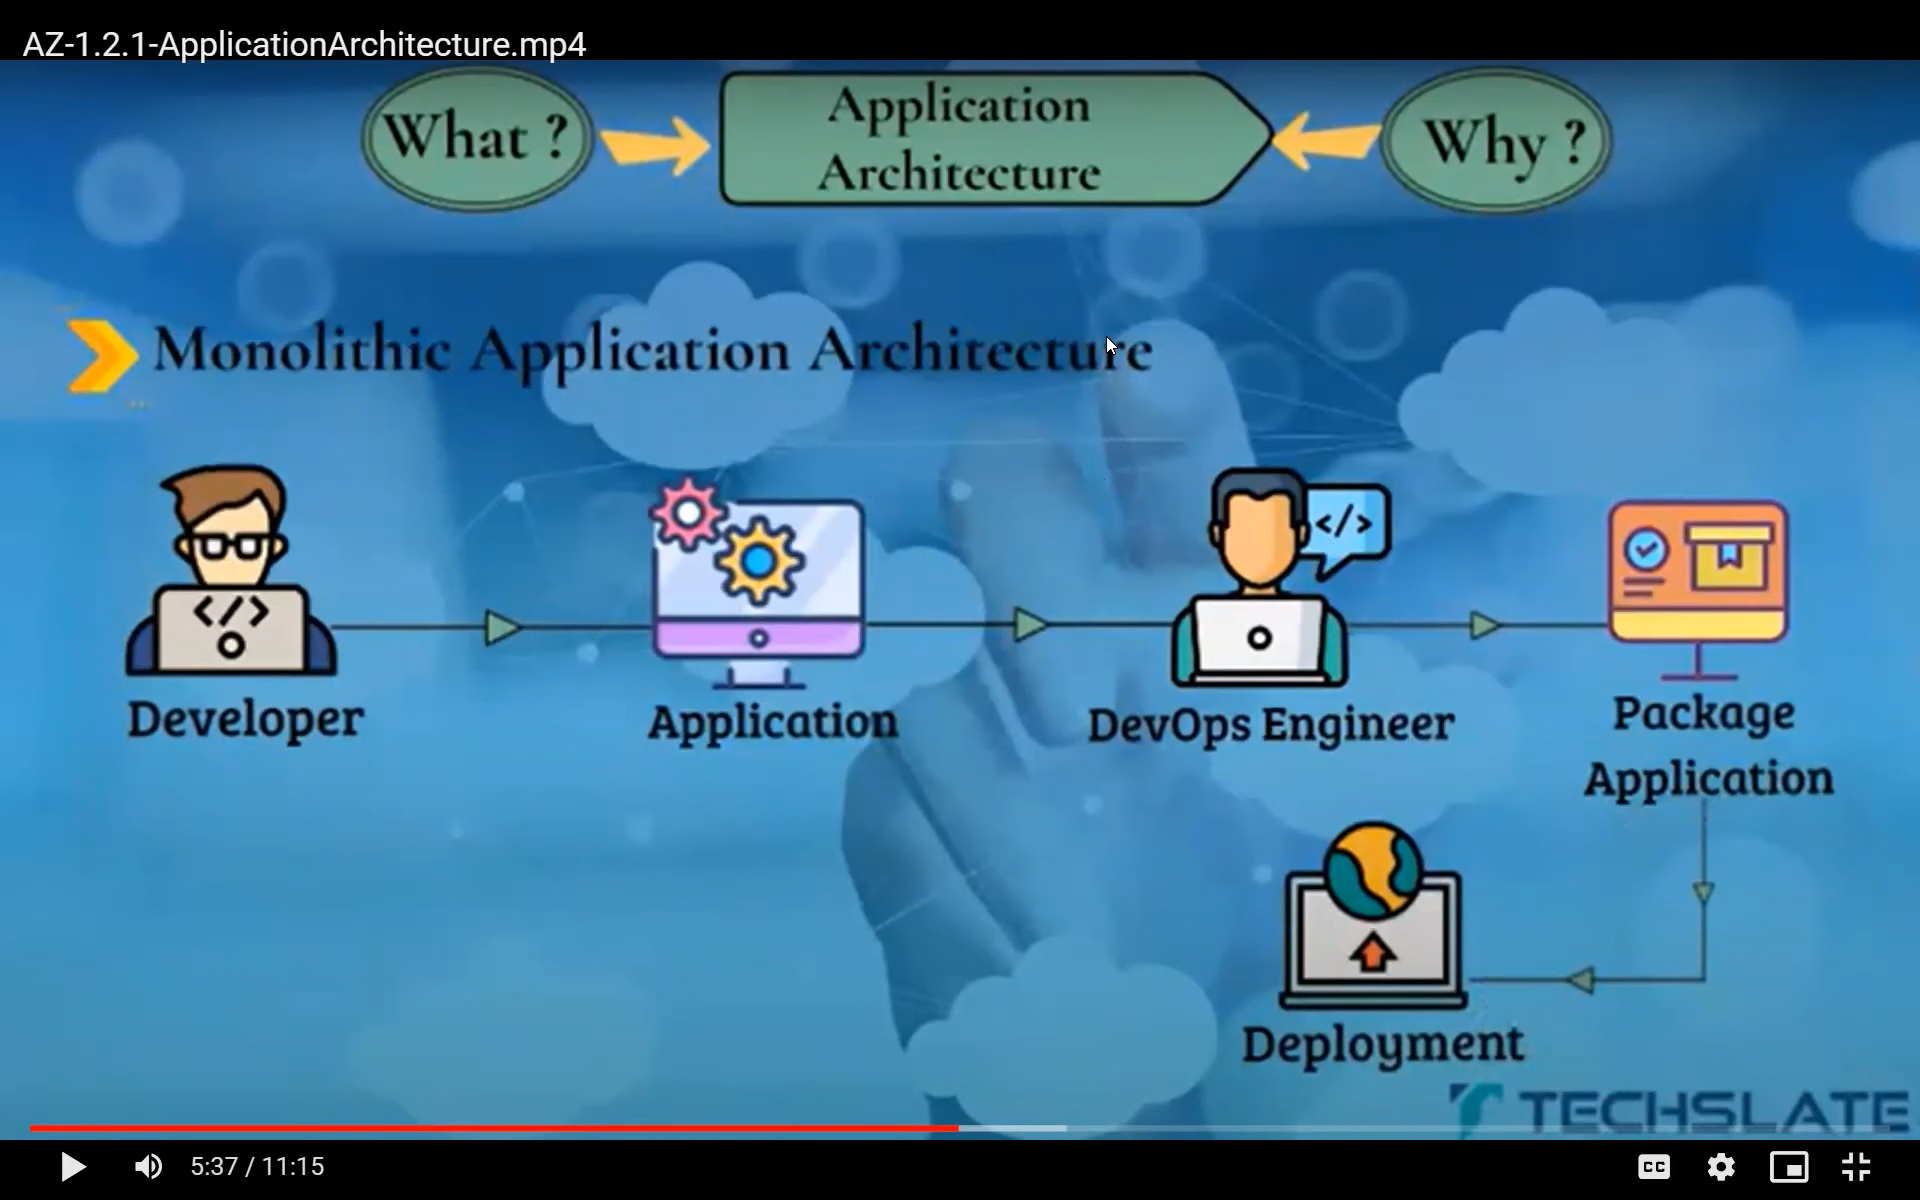 AZ-1.2.1-ApplicationArchitecture.mp4
What ?
Application
Architecture
Why ?
Monolithic Application Architecture
</>
</>
Developer
Application
DevOps Engineer
Package
Application
Deployment
TECHSLATE
5:37 / 11:15
CC